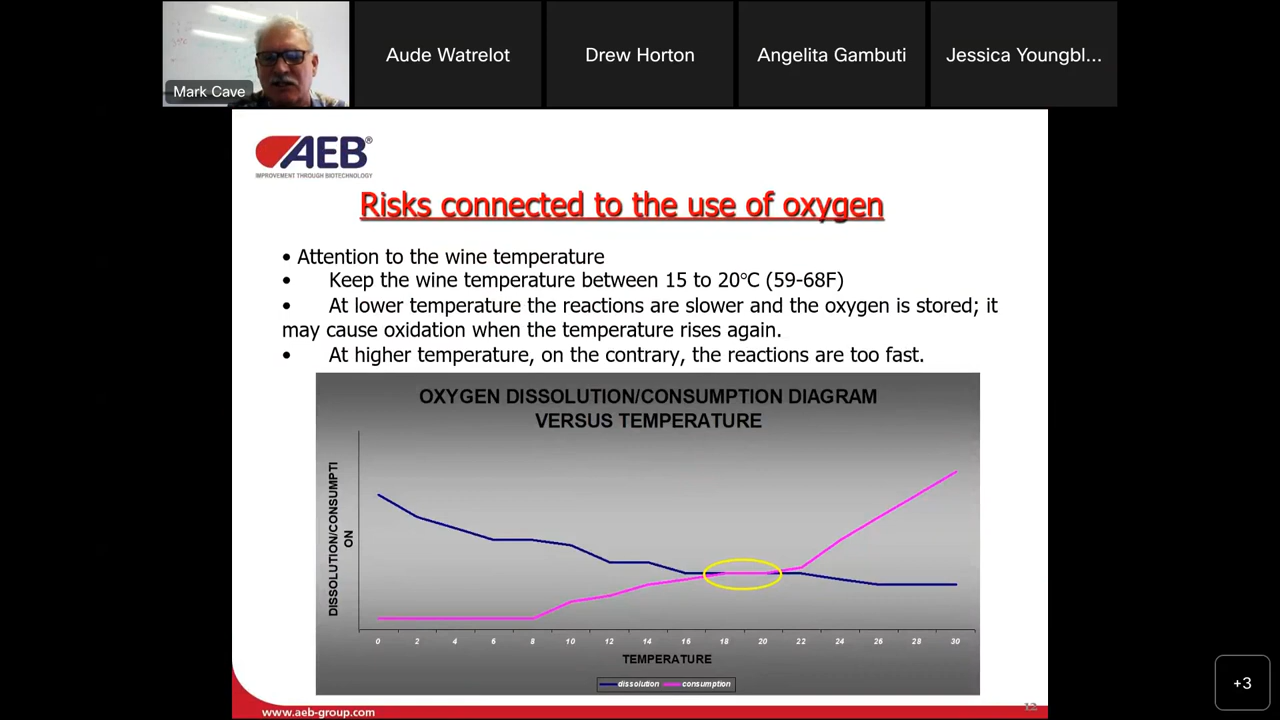 Mark Cave
Aude Watrelot
Drew Horton
Angelita Gambuti
Jessica Youngbl...
AEB®
IMPROVEMENT THROUGH BIOTECHNOLOGY
Risks connected to the use of oxygen
• Attention to the wine temperature
• Keep the wine temperature between 15 to 20°C (59-68F)
• At lower temperature the reactions are slower and the oxygen is stored; it
may cause oxidation when the temperature rises again.
• At higher temperature, on the contrary, the reactions are too fast.
OXYGEN DISSOLUTION/CONSUMPTION DIAGRAM
VERSUS TEMPERATURE
DISSOLUTION/CONSUMPTI
ON
0 2 4 6 8 10 12 14 16 18 20 22 24 26 28 30
TEMPERATURE
dissolution consumption
www.aeb-group.com
12
+3